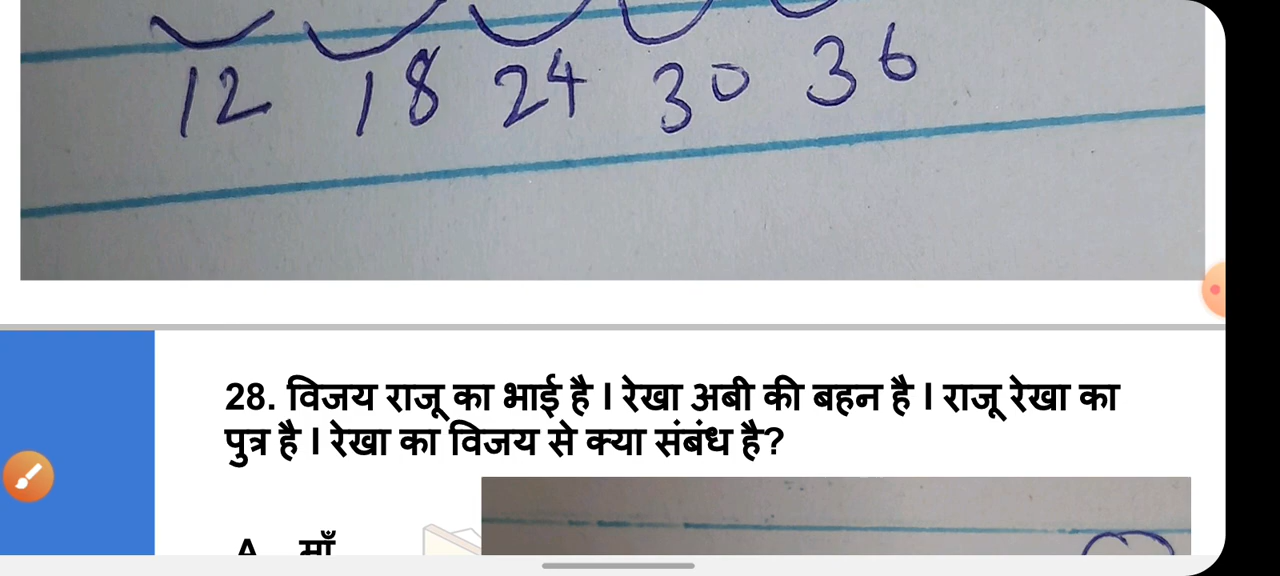 12 18 24 30 36
28. विजय राजू का भाई है । रेखा अबी की बहन है । राजू रेखा का
पुत्र है । रेखा का विजय से क्या संबंध है?
A. माँ